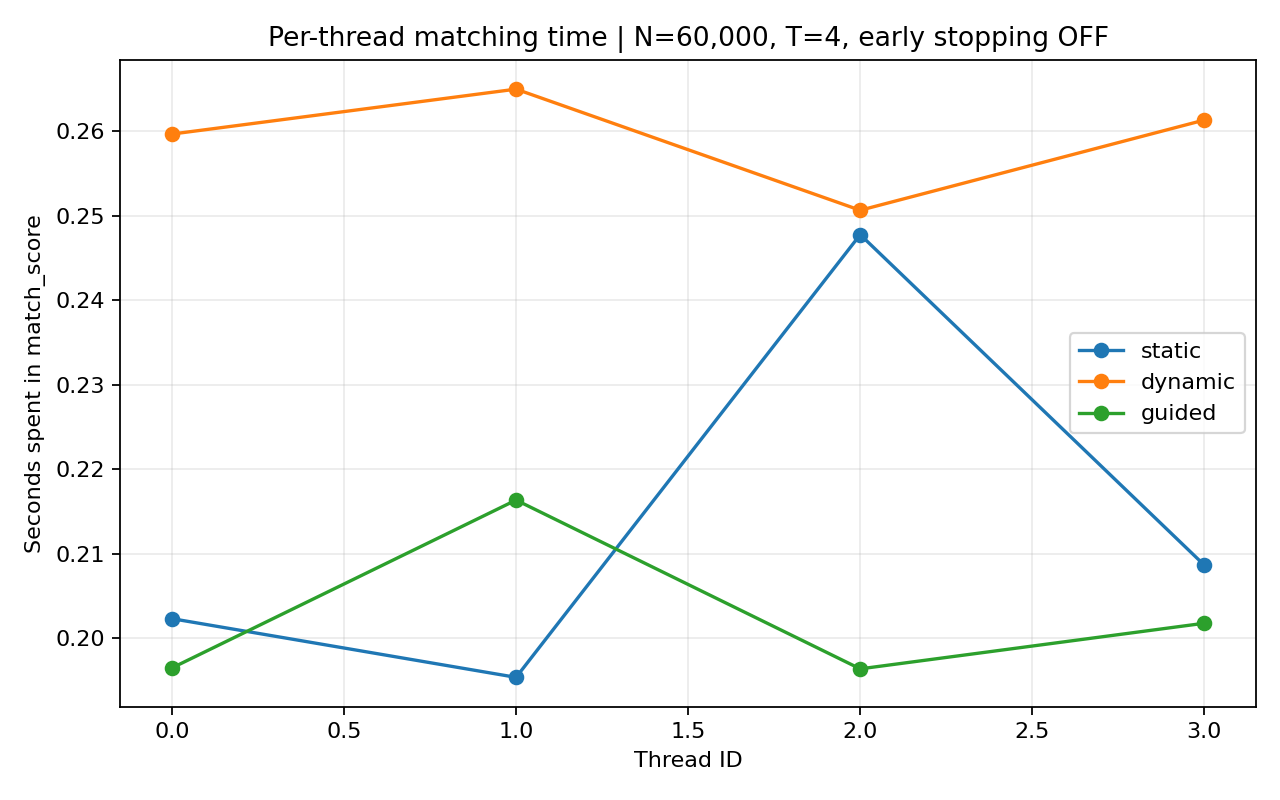 Per-thread matching time | N=60,000, T=4, early stopping OFF
Seconds spent in match_score
0.26
0.25
0.24
0.23
0.22
0.21
0.20
static
dynamic
guided
0.0 0.5 1.0 1.5 2.0 2.5 3.0
Thread ID